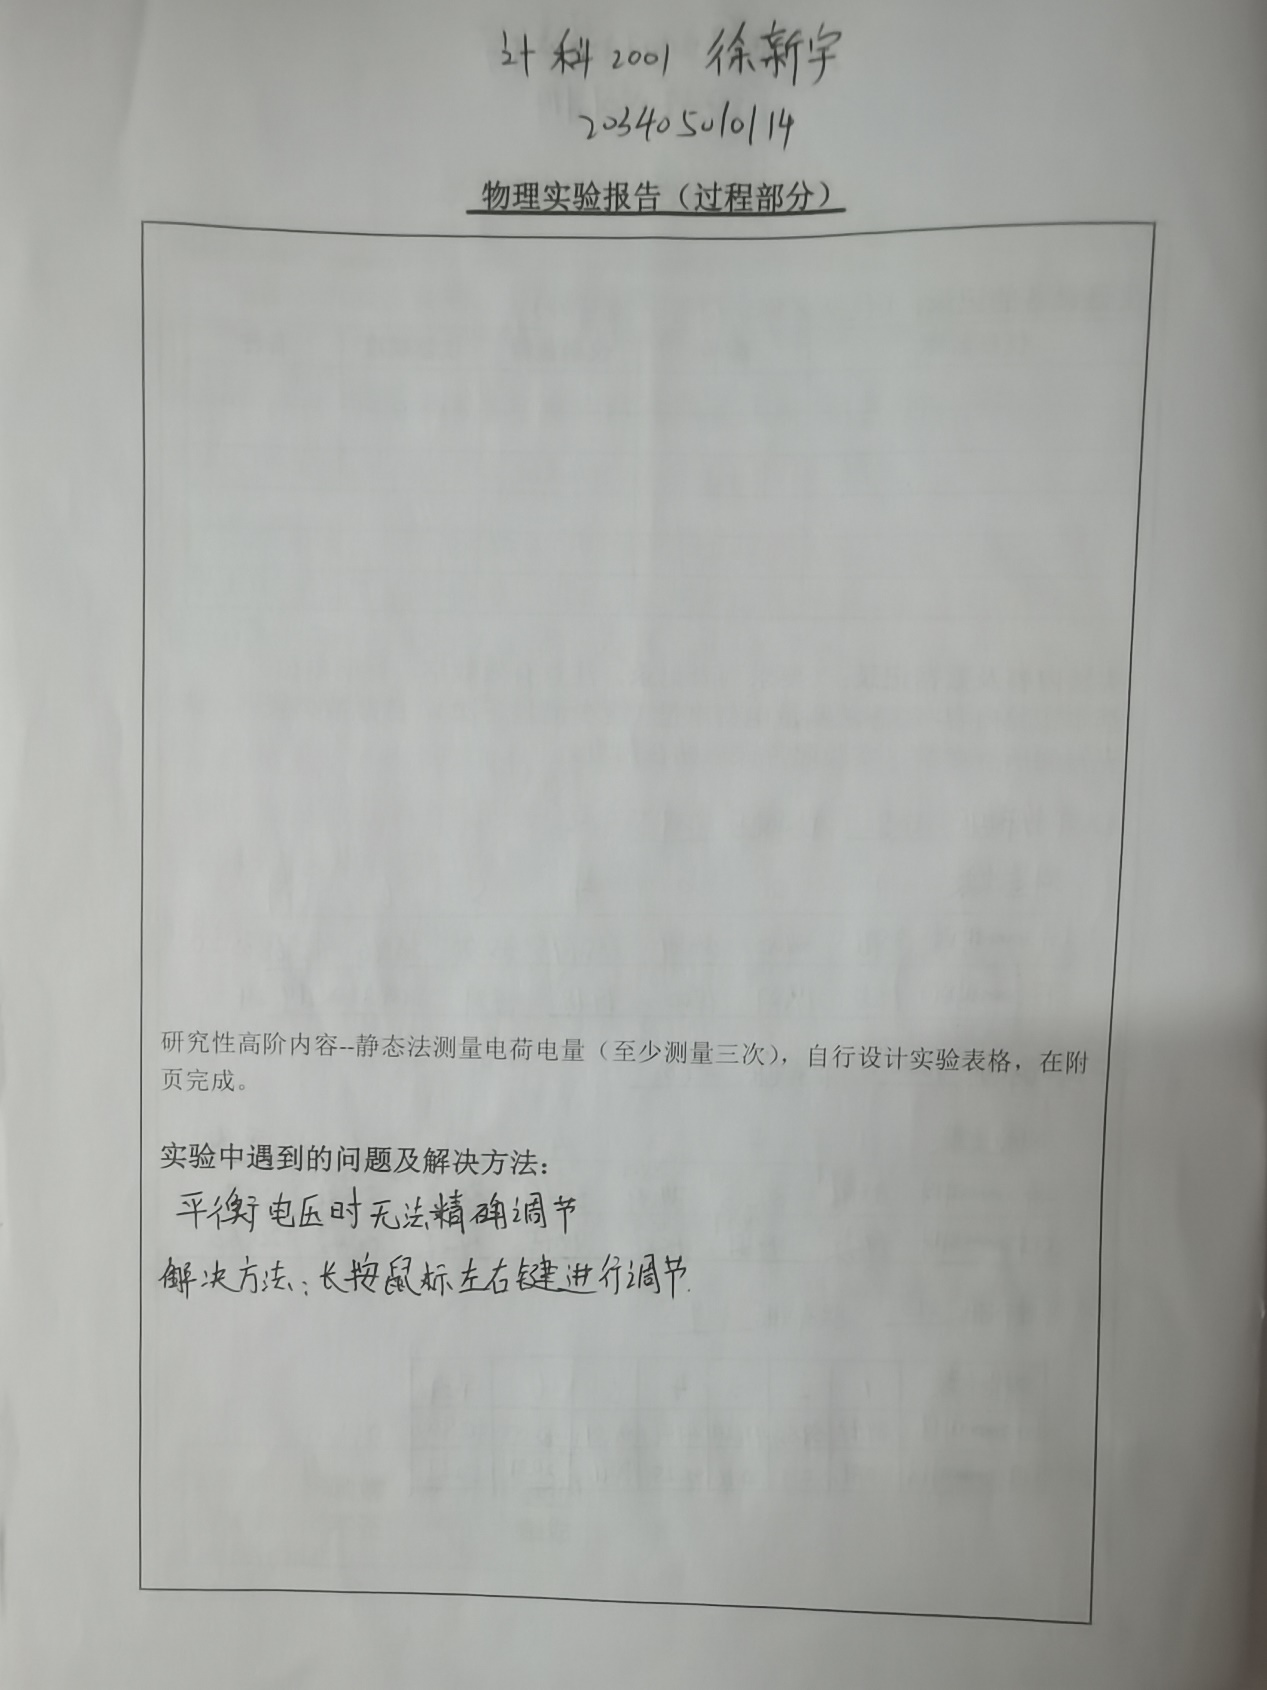 计科2001 徐新宇
203405010114
物理实验报告（过程部分）
研究性高阶内容--静态法测量电荷电量（至少测量三次），自行设计实验表格，在附
页完成。
实验中遇到的问题及解决方法：
平衡电压时无法精确调节
解决方法：长按鼠标左右键进行调节.